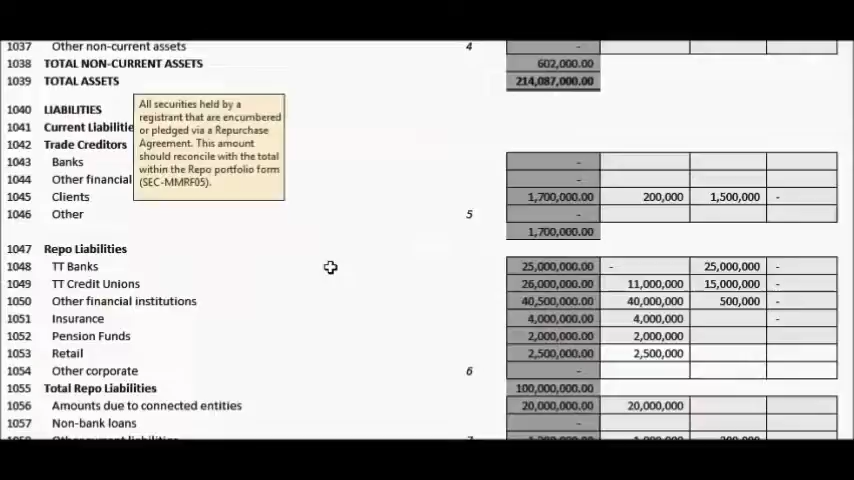 1037 Other non-current assets 4 -
1038 TOTAL NON-CURRENT ASSETS 602,000.00
1039 TOTAL ASSETS 214,087,000.00
All securities held by a
registrant that are encumbered
or pledged via a Repurchase
Agreement. This amount
should reconcile with the total
within the Repo portfolio form
(SEC-MMRF05).
1040 LIABILITIES
1041 Current Liabilitie
1042 Trade Creditors
1043 Banks -
1044 Other financial -
1045 Clients 1,700,000.00 200,000 1,500,000 -
1046 Other 5 -
1,700,000.00
1047 Repo Liabilities
1048 TT Banks 25,000,000.00 - 25,000,000 -
1049 TT Credit Unions 26,000,000.00 11,000,000 15,000,000 -
1050 Other financial institutions 40,500,000.00 40,000,000 500,000 -
1051 Insurance 4,000,000.00 4,000,000 -
1052 Pension Funds 2,000,000.00 2,000,000
1053 Retail 2,500,000.00 2,500,000
1054 Other corporate 6 -
1055 Total Repo Liabilities 100,000,000.00
1056 Amounts due to connected entities 20,000,000.00 20,000,000
1057 Non-bank loans -